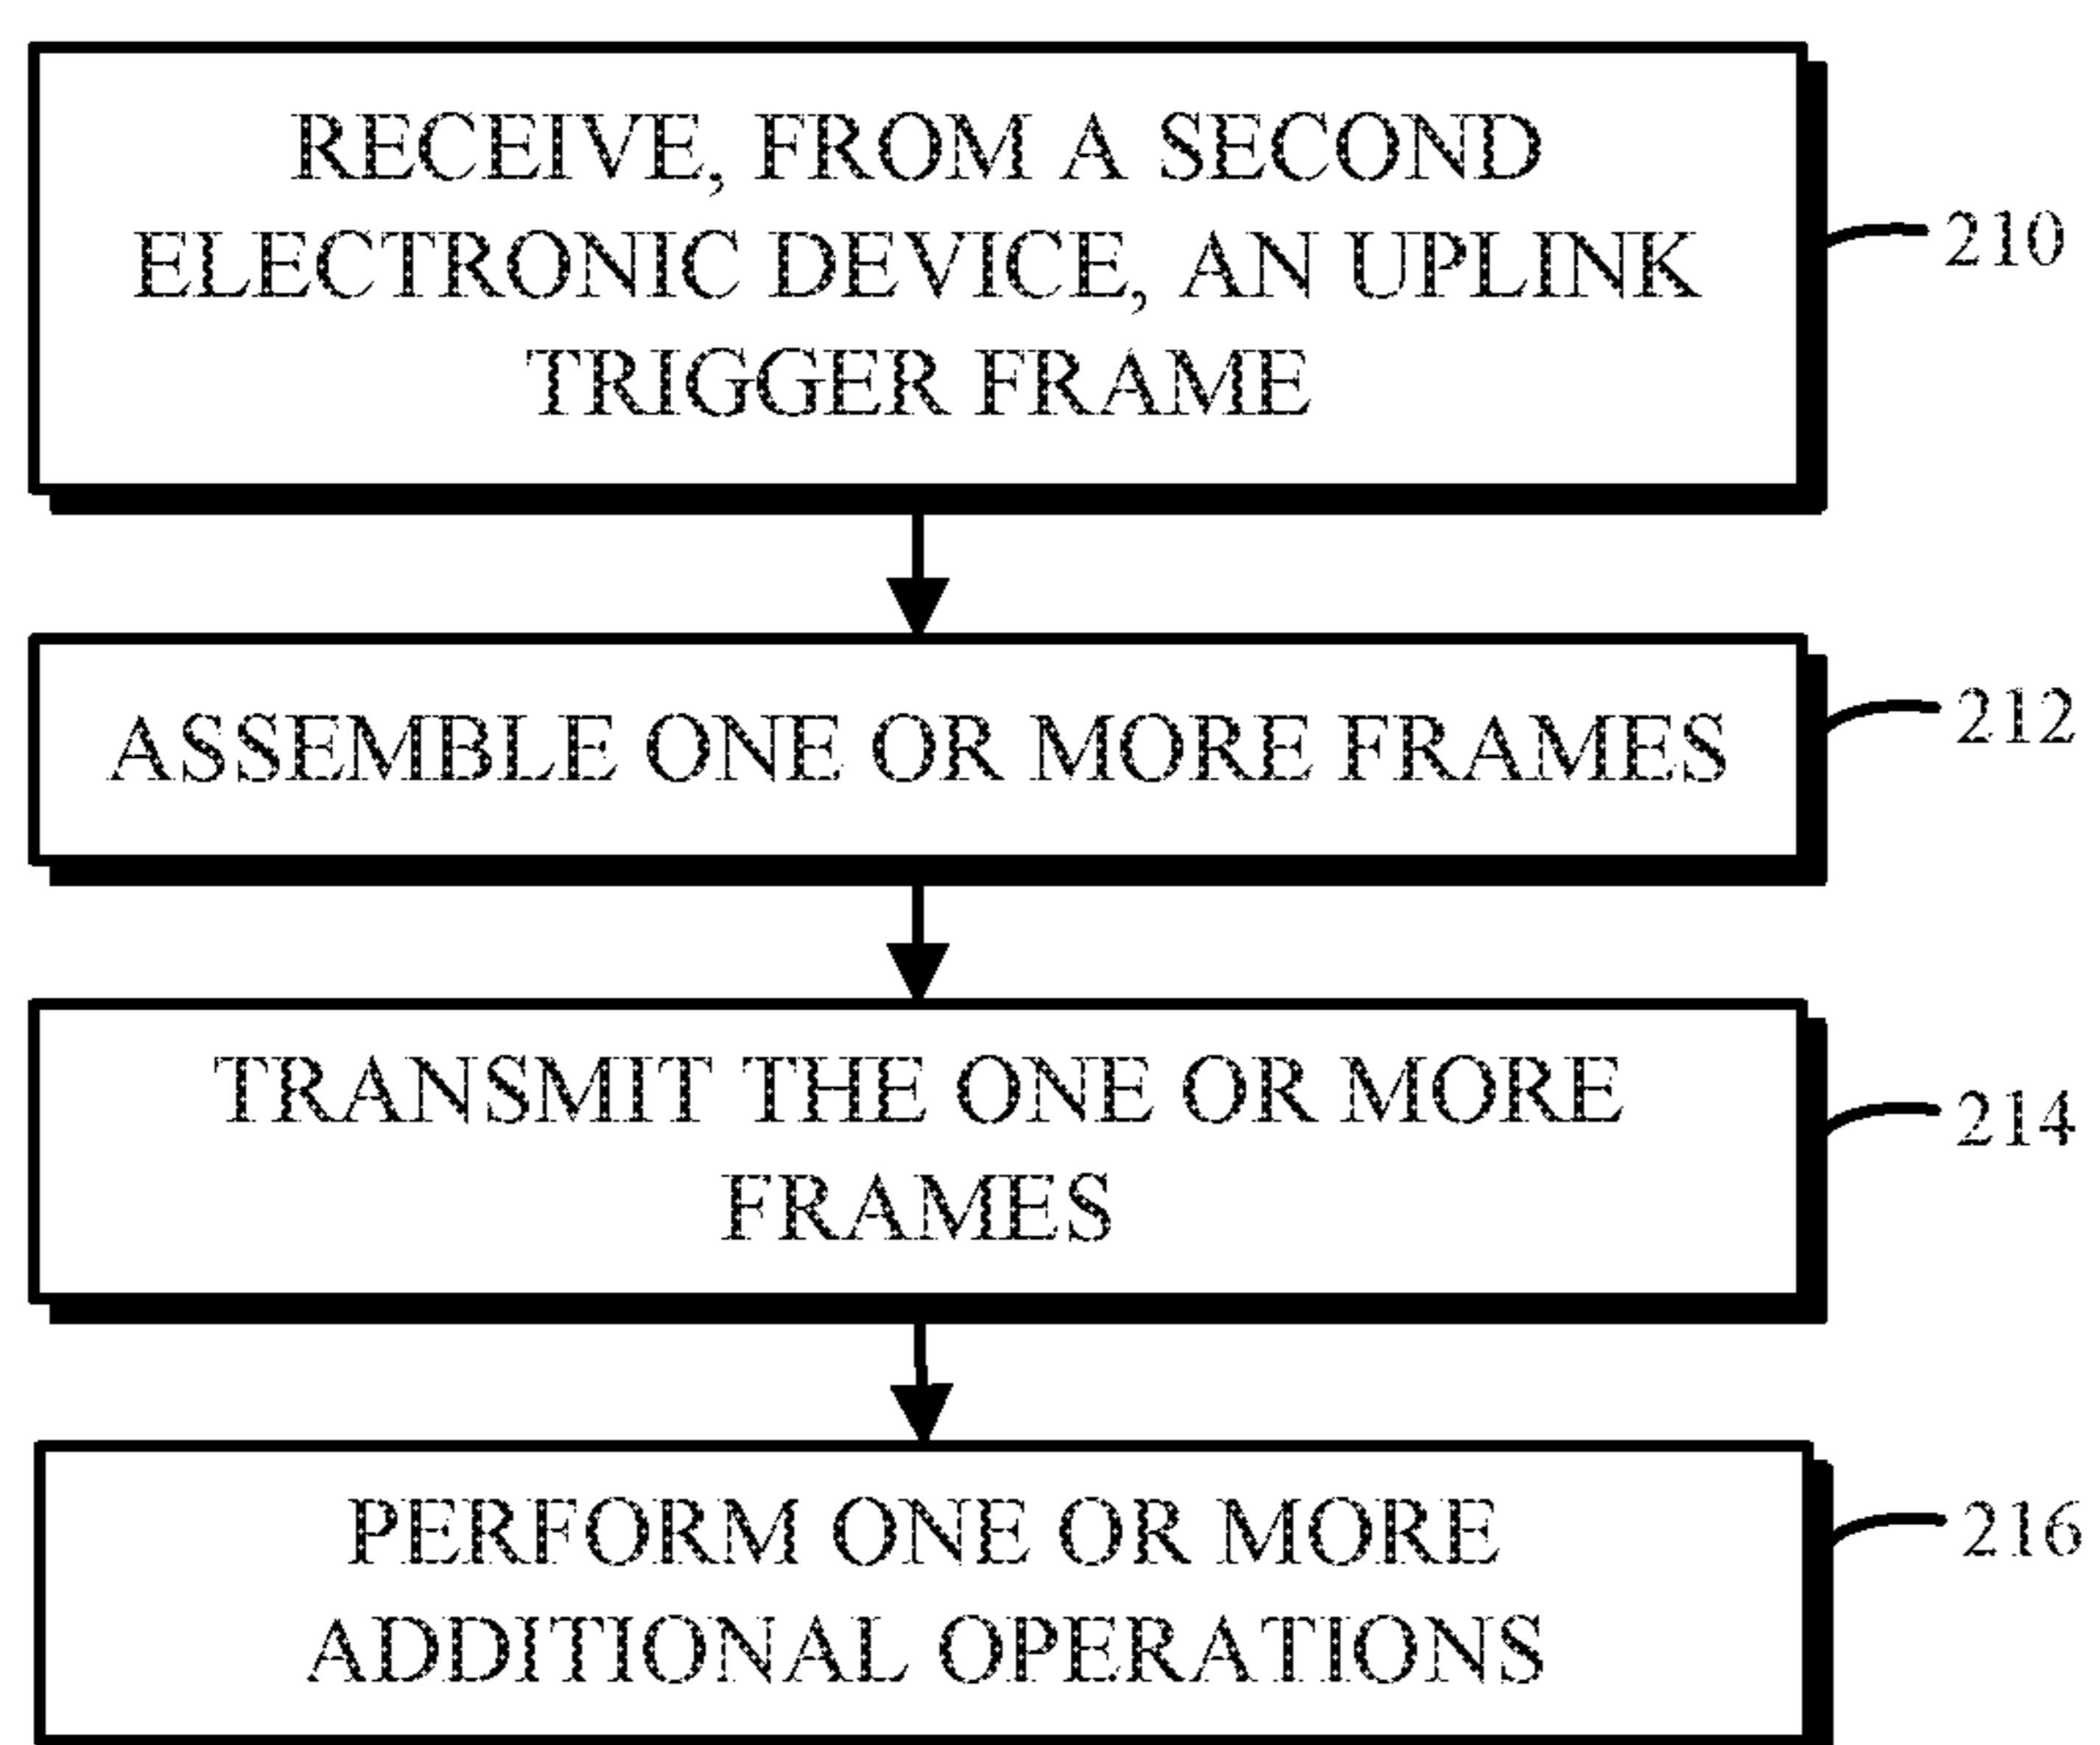 RECEIVE, FROM A SECOND
ELECTRONIC DEVICE, AN UPLINK
TRIGGER FRAME
210
ASSEMBLE ONE OR MORE FRAMES
212
TRANSMIT THE ONE OR MORE
FRAMES
214
PERFORM ONE OR MORE
ADDITIONAL OPERATIONS
216